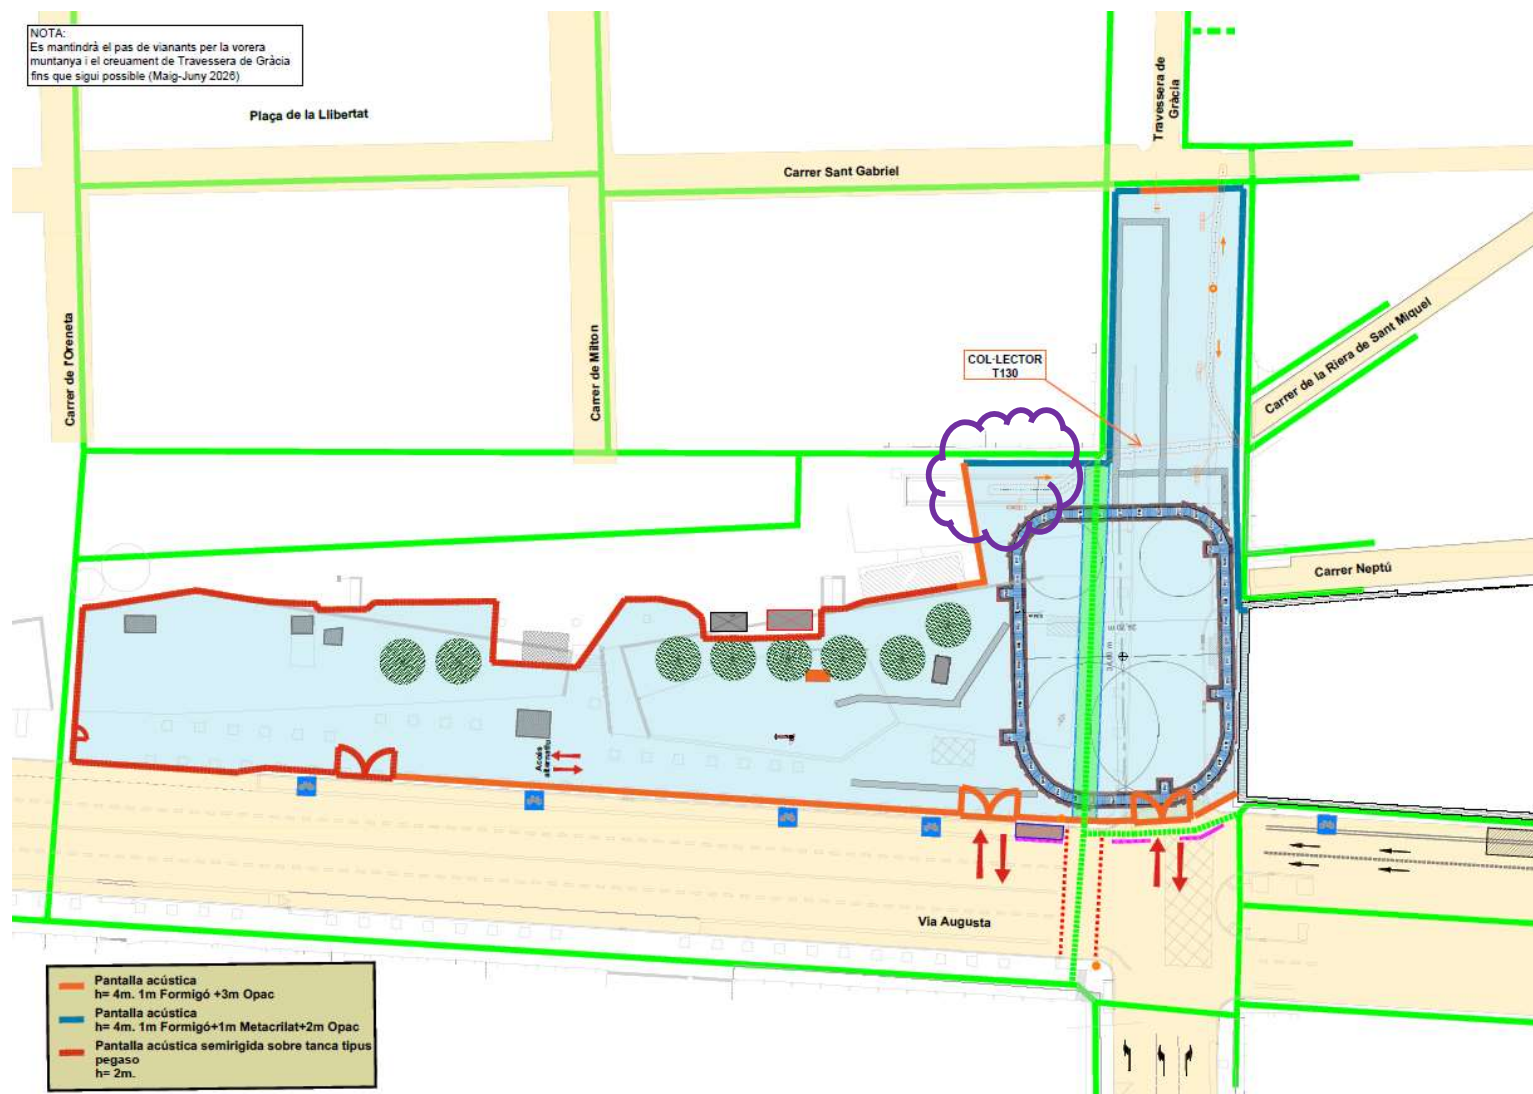 NOTA:
Es mantindrà el pas de vianants per la vorera
muntanya i el creuament de Travessera de Gràcia
fins que sigui possible (Maig-Juny 2026)
Plaça de la Llibertat
Travessera de
Gràcia
Carrer Sant Gabriel
Carrer de l'Oreneta
Carrer de Milton
Carrer de la Riera de Sant Miquel
COL·LECTOR
T130
Carrer Neptú
Accés
alternatiu
Via Augusta
Pantalla acústica
h= 4m. 1m Formigó +3m Opac
Pantalla acústica
h= 4m. 1m Formigó+1m Metacrilat+2m Opac
Pantalla acústica semirigida sobre tanca tipus
pegaso
h= 2m.